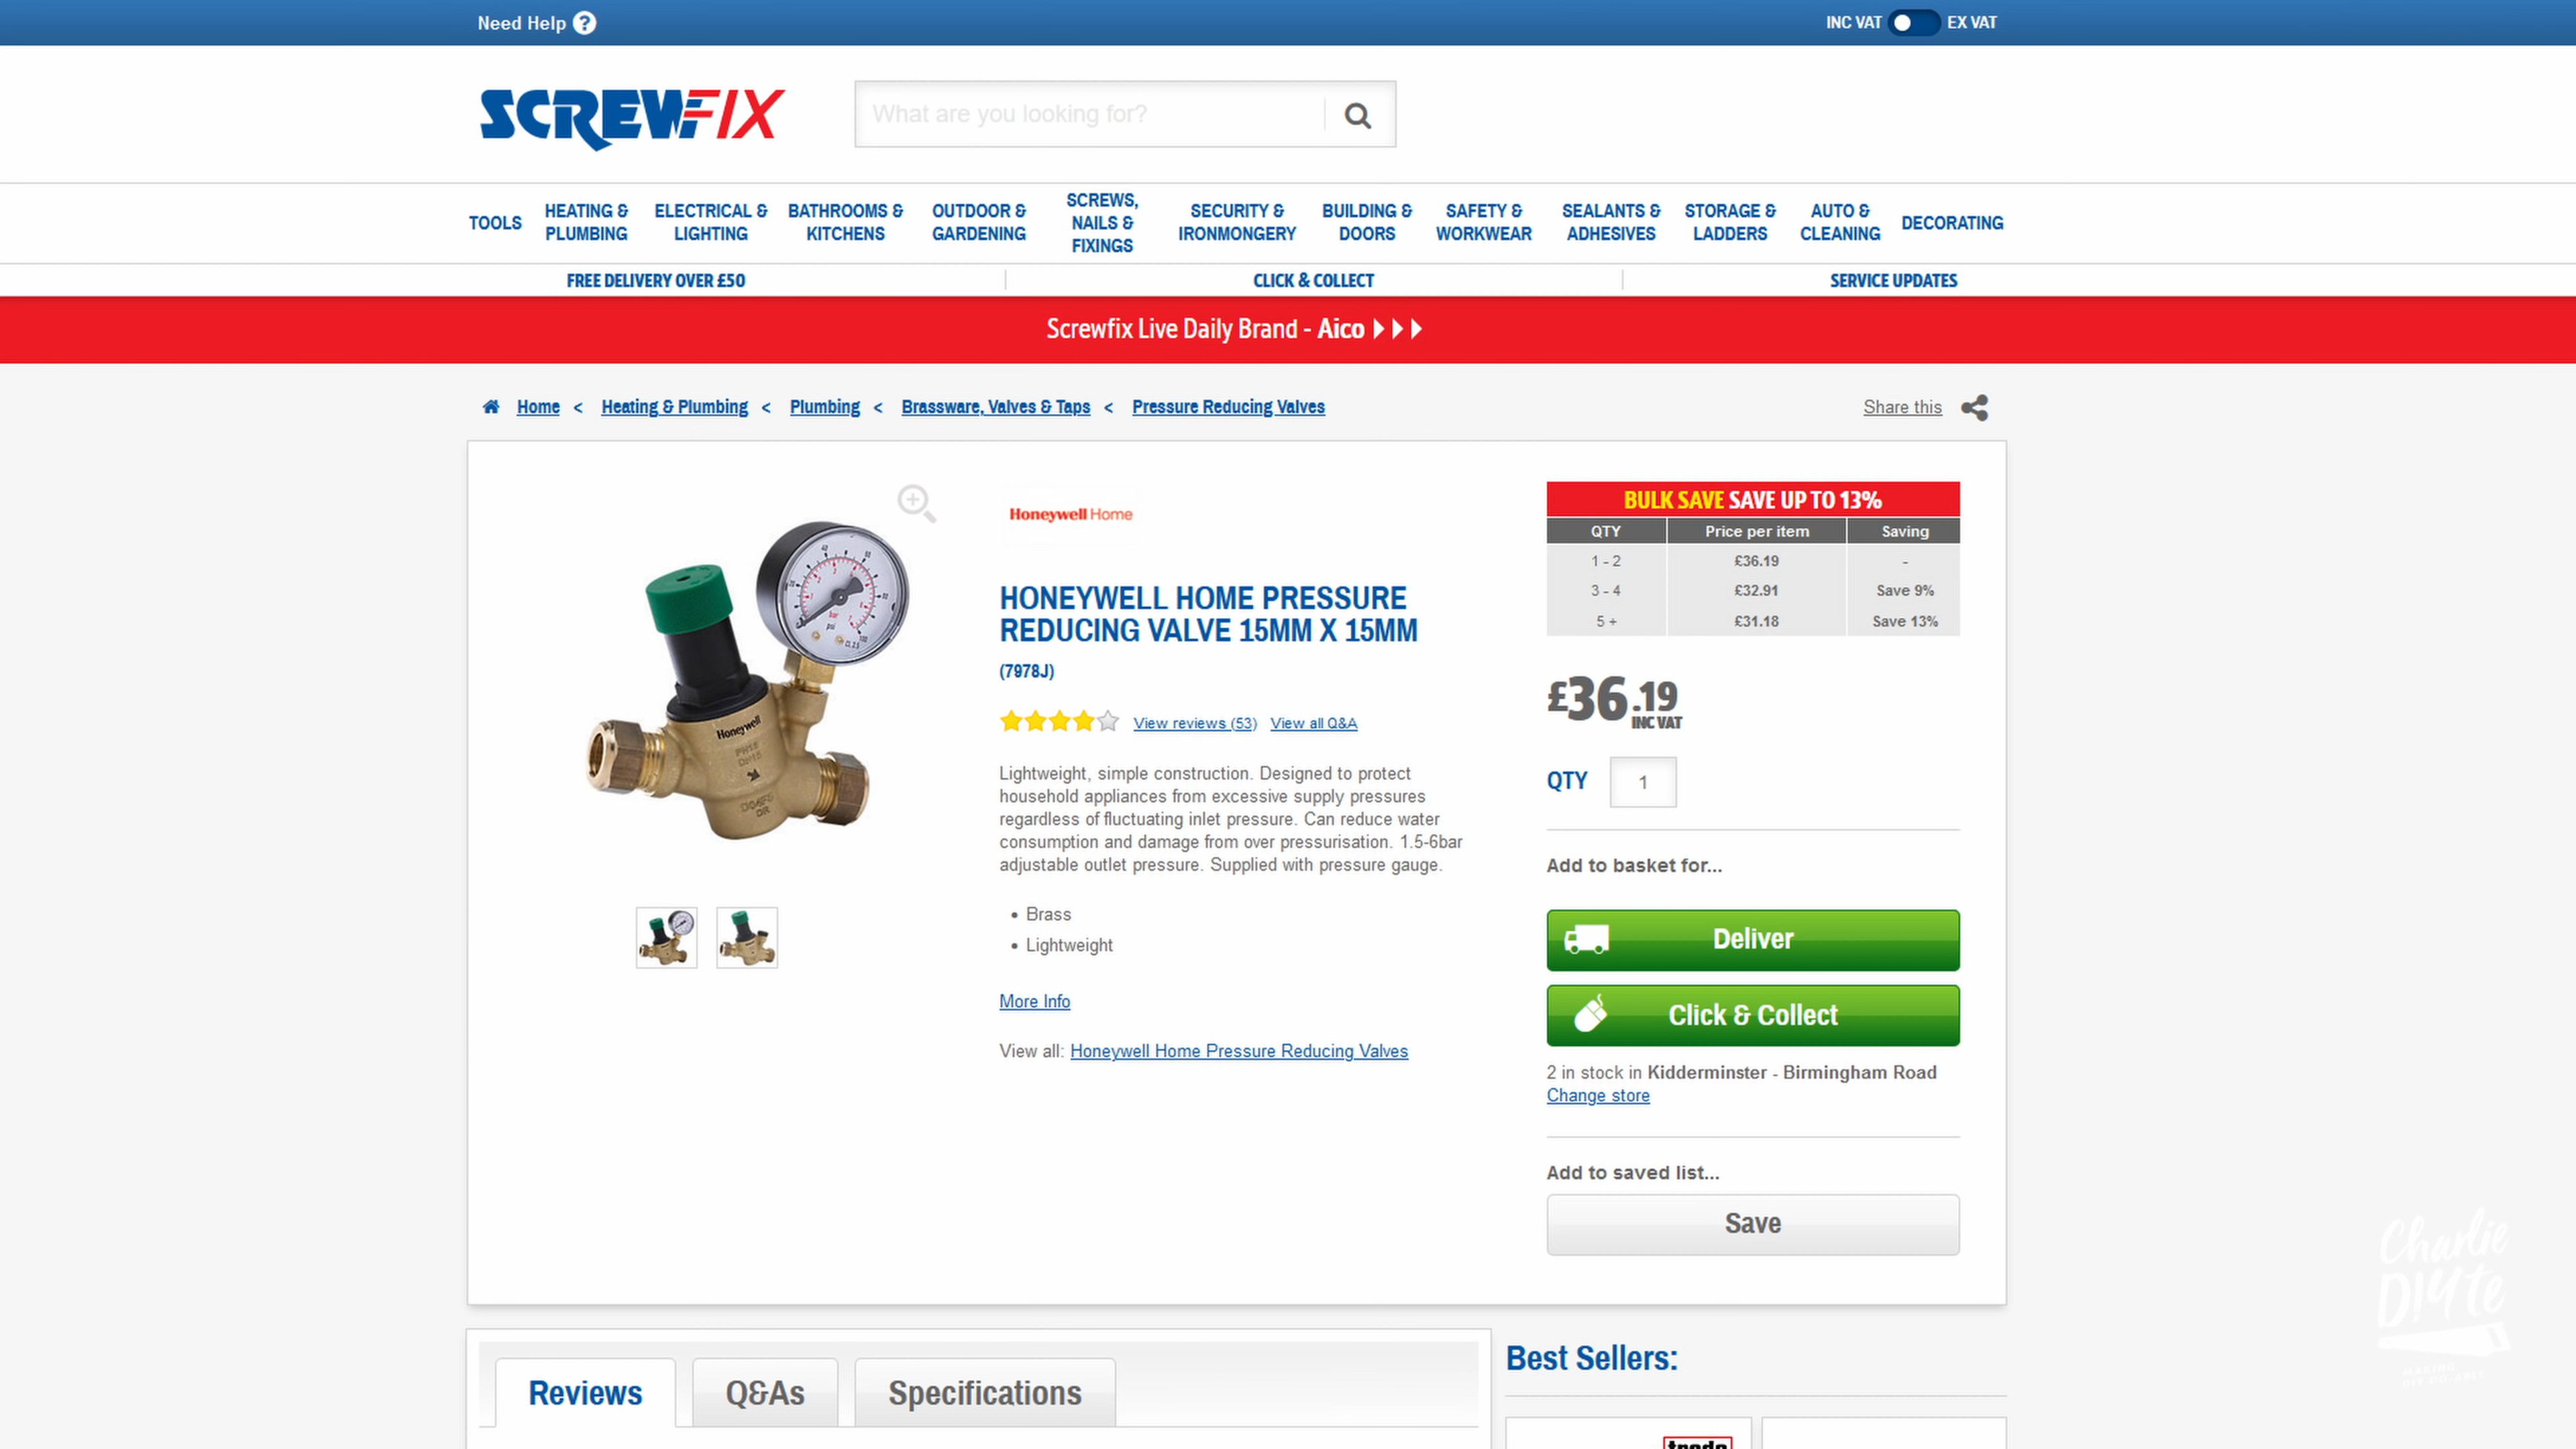 Need Help ?
INC VAT EX VAT
SCREWFIX
What are you looking for?
TOOLS
HEATING &
PLUMBING
ELECTRICAL &
LIGHTING
BATHROOMS &
KITCHENS
OUTDOOR &
GARDENING
SCREWS,
NAILS &
FIXINGS
SECURITY &
IRONMONGERY
BUILDING &
DOORS
SAFETY &
WORKWEAR
SEALANTS &
ADHESIVES
STORAGE &
LADDERS
AUTO &
CLEANING
DECORATING
FREE DELIVERY OVER £50
CLICK & COLLECT
SERVICE UPDATES
Screwfix Live Daily Brand - Aico
Home < Heating & Plumbing < Plumbing < Brassware, Valves & Taps < Pressure Reducing Valves
Share this
Honeywell
bar
psi
Honeywell Home
HONEYWELL HOME PRESSURE
REDUCING VALVE 15MM X 15MM
(7978J)
View reviews (53) View all Q&A
Lightweight, simple construction. Designed to protect
household appliances from excessive supply pressures
regardless of fluctuating inlet pressure. Can reduce water
consumption and damage from over pressurisation. 1.5-6bar
adjustable outlet pressure. Supplied with pressure gauge.
• Brass
• Lightweight
More Info
View all: Honeywell Home Pressure Reducing Valves
BULK SAVE SAVE UP TO 13%
QTY Price per item Saving
1 - 2 £36.19 -
3 - 4 £32.91 Save 9%
5 + £31.18 Save 13%
£36.19
INC VAT
QTY 1
Add to basket for...
Deliver
Click & Collect
2 in stock in Kidderminster - Birmingham Road
Change store
Add to saved list...
Save
Reviews
Q&As
Specifications
Best Sellers:
Charlie
DIYte